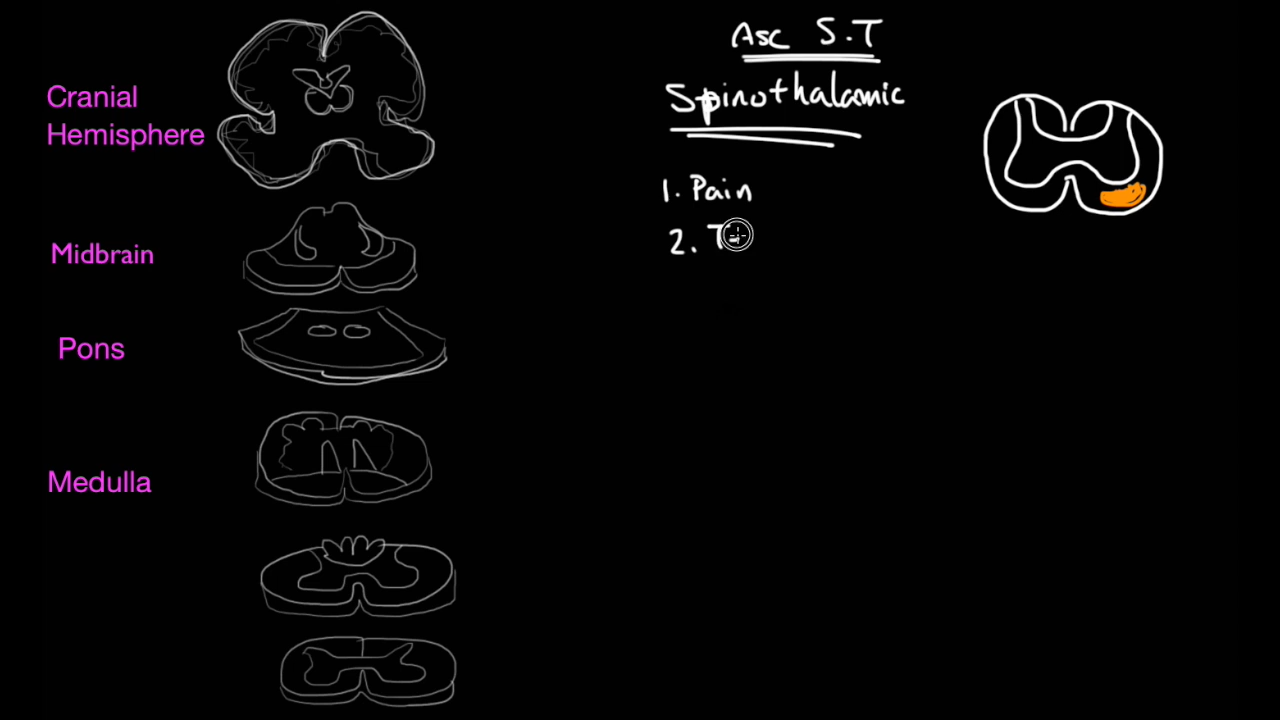 Cranial
Hemisphere
Midbrain
Pons
Medulla
Asc S.T
Spinothalamic
1. Pain
2. T